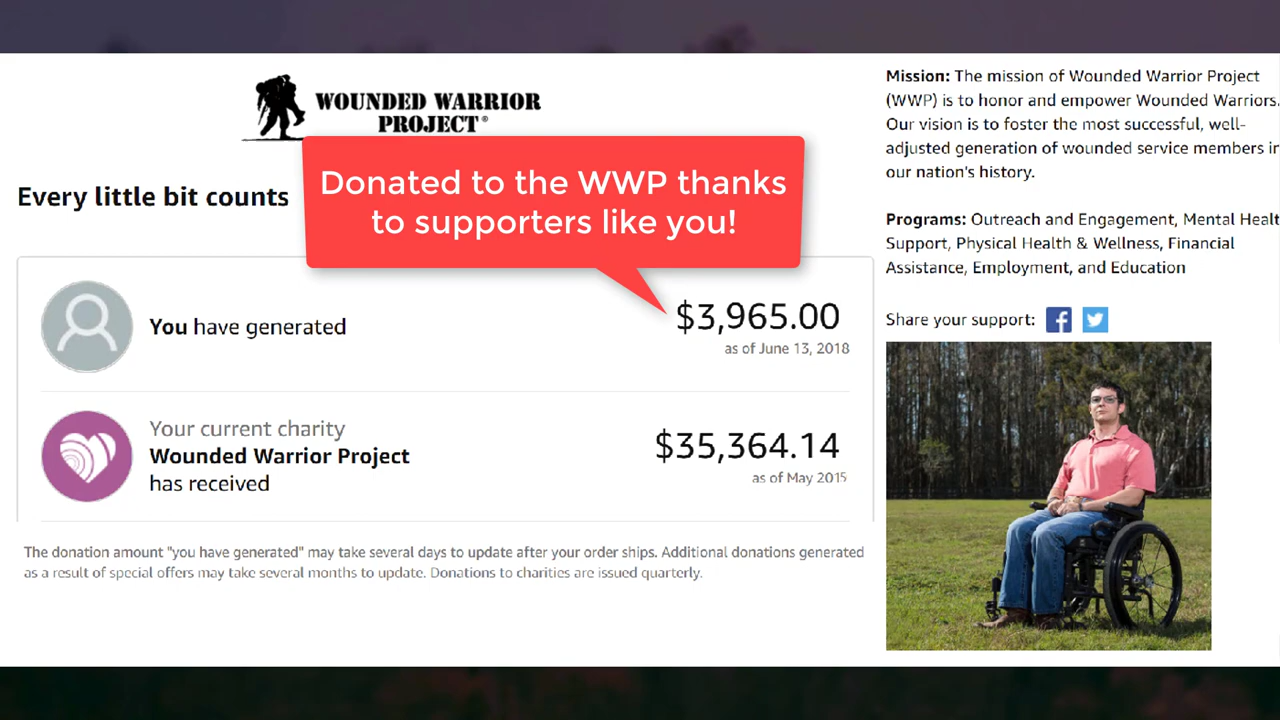 WOUNDED WARRIOR
PROJECT®
Donated to the WWP thanks
to supporters like you!
Every little bit counts
You have generated
$3,965.00
as of June 13, 2018
Your current charity
Wounded Warrior Project
has received
$35,364.14
as of May 2015
The donation amount "you have generated" may take several days to update after your order ships. Additional donations generated
as a result of special offers may take several months to update. Donations to charities are issued quarterly.
Mission: The mission of Wounded Warrior Project
(WWP) is to honor and empower Wounded Warriors.
Our vision is to foster the most successful, well-
adjusted generation of wounded service members in
our nation's history.
Programs: Outreach and Engagement, Mental Healt
Support, Physical Health & Wellness, Financial
Assistance, Employment, and Education
Share your support: